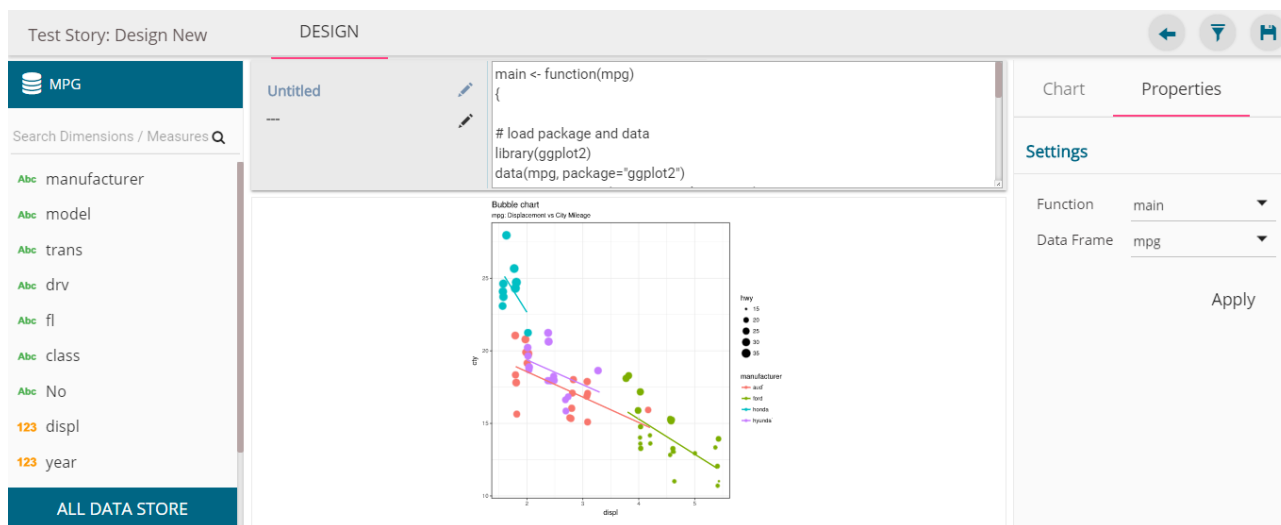 Test Story: Design New
DESIGN
MPG
Search Dimensions / Measures
Abc manufacturer
Abc model
Abc trans
Abc drv
Abc fl
Abc class
Abc No
123 displ
123 year
ALL DATA STORE
Untitled
---
main <- function(mpg)
{
# load package and data
library(ggplot2)
data(mpg, package="ggplot2")
Bubble chart
mpg: Displacement vs City Mileage
25
20
15
10
cty
2 3 4 5
displ
hwy
15
20
25
30
35
manufacturer
audi
ford
honda
hyundai
Chart Properties
Settings
Function main
Data Frame mpg
Apply